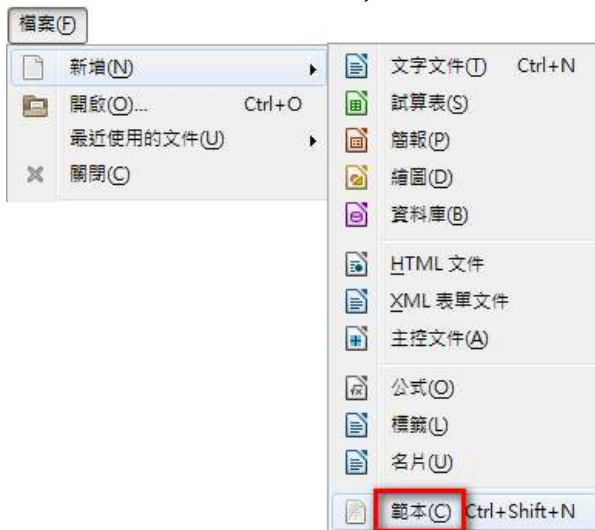 檔案(F)
新增(N)
開啟(O)... Ctrl+O
最近使用的文件(U)
關閉(C)
文字文件(T) Ctrl+N
試算表(S)
簡報(P)
繪圖(D)
資料庫(B)
HTML 文件
XML 表單文件
主控文件(A)
公式(O)
標籤(L)
名片(U)
範本(C) Ctrl+Shift+N